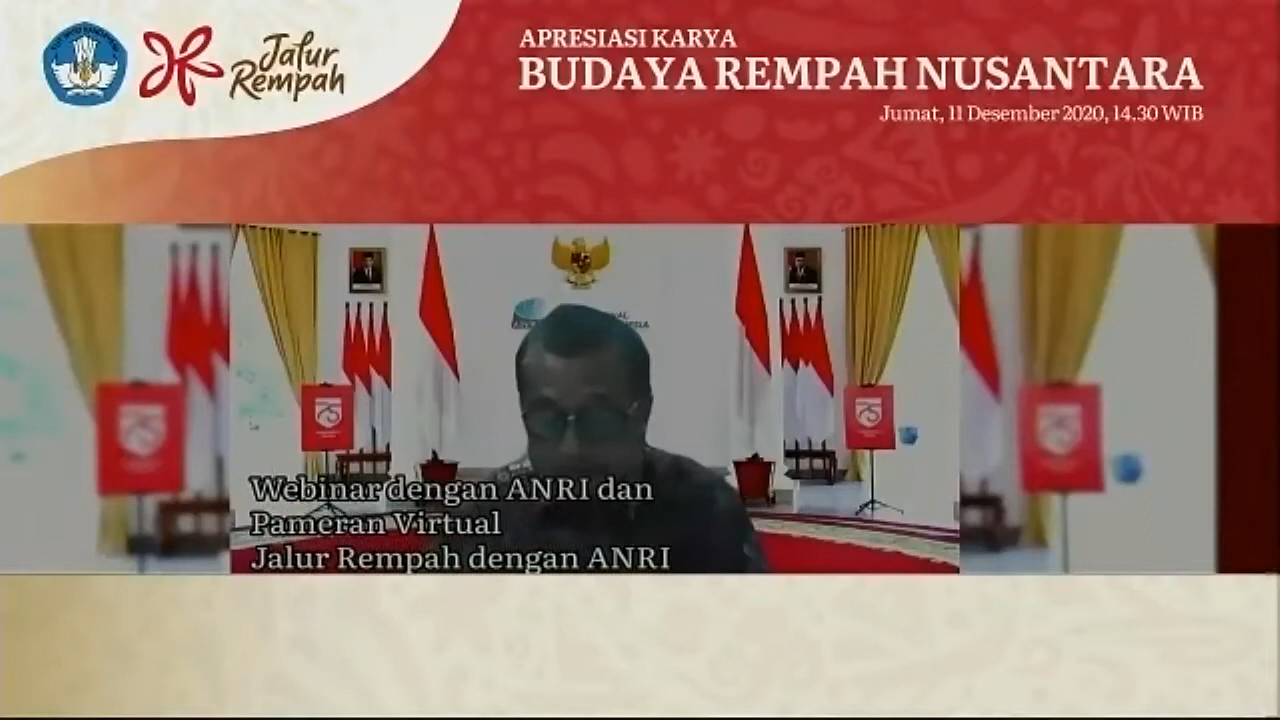 Jalur
Rempah
APRESIASI KARYA
BUDAYA REMPAH NUSANTARA
Jumat, 11 Desember 2020, 14.30 WIB
Webinar dengan ANRI dan
Pameran Virtual
Jalur Rempah dengan ANRI